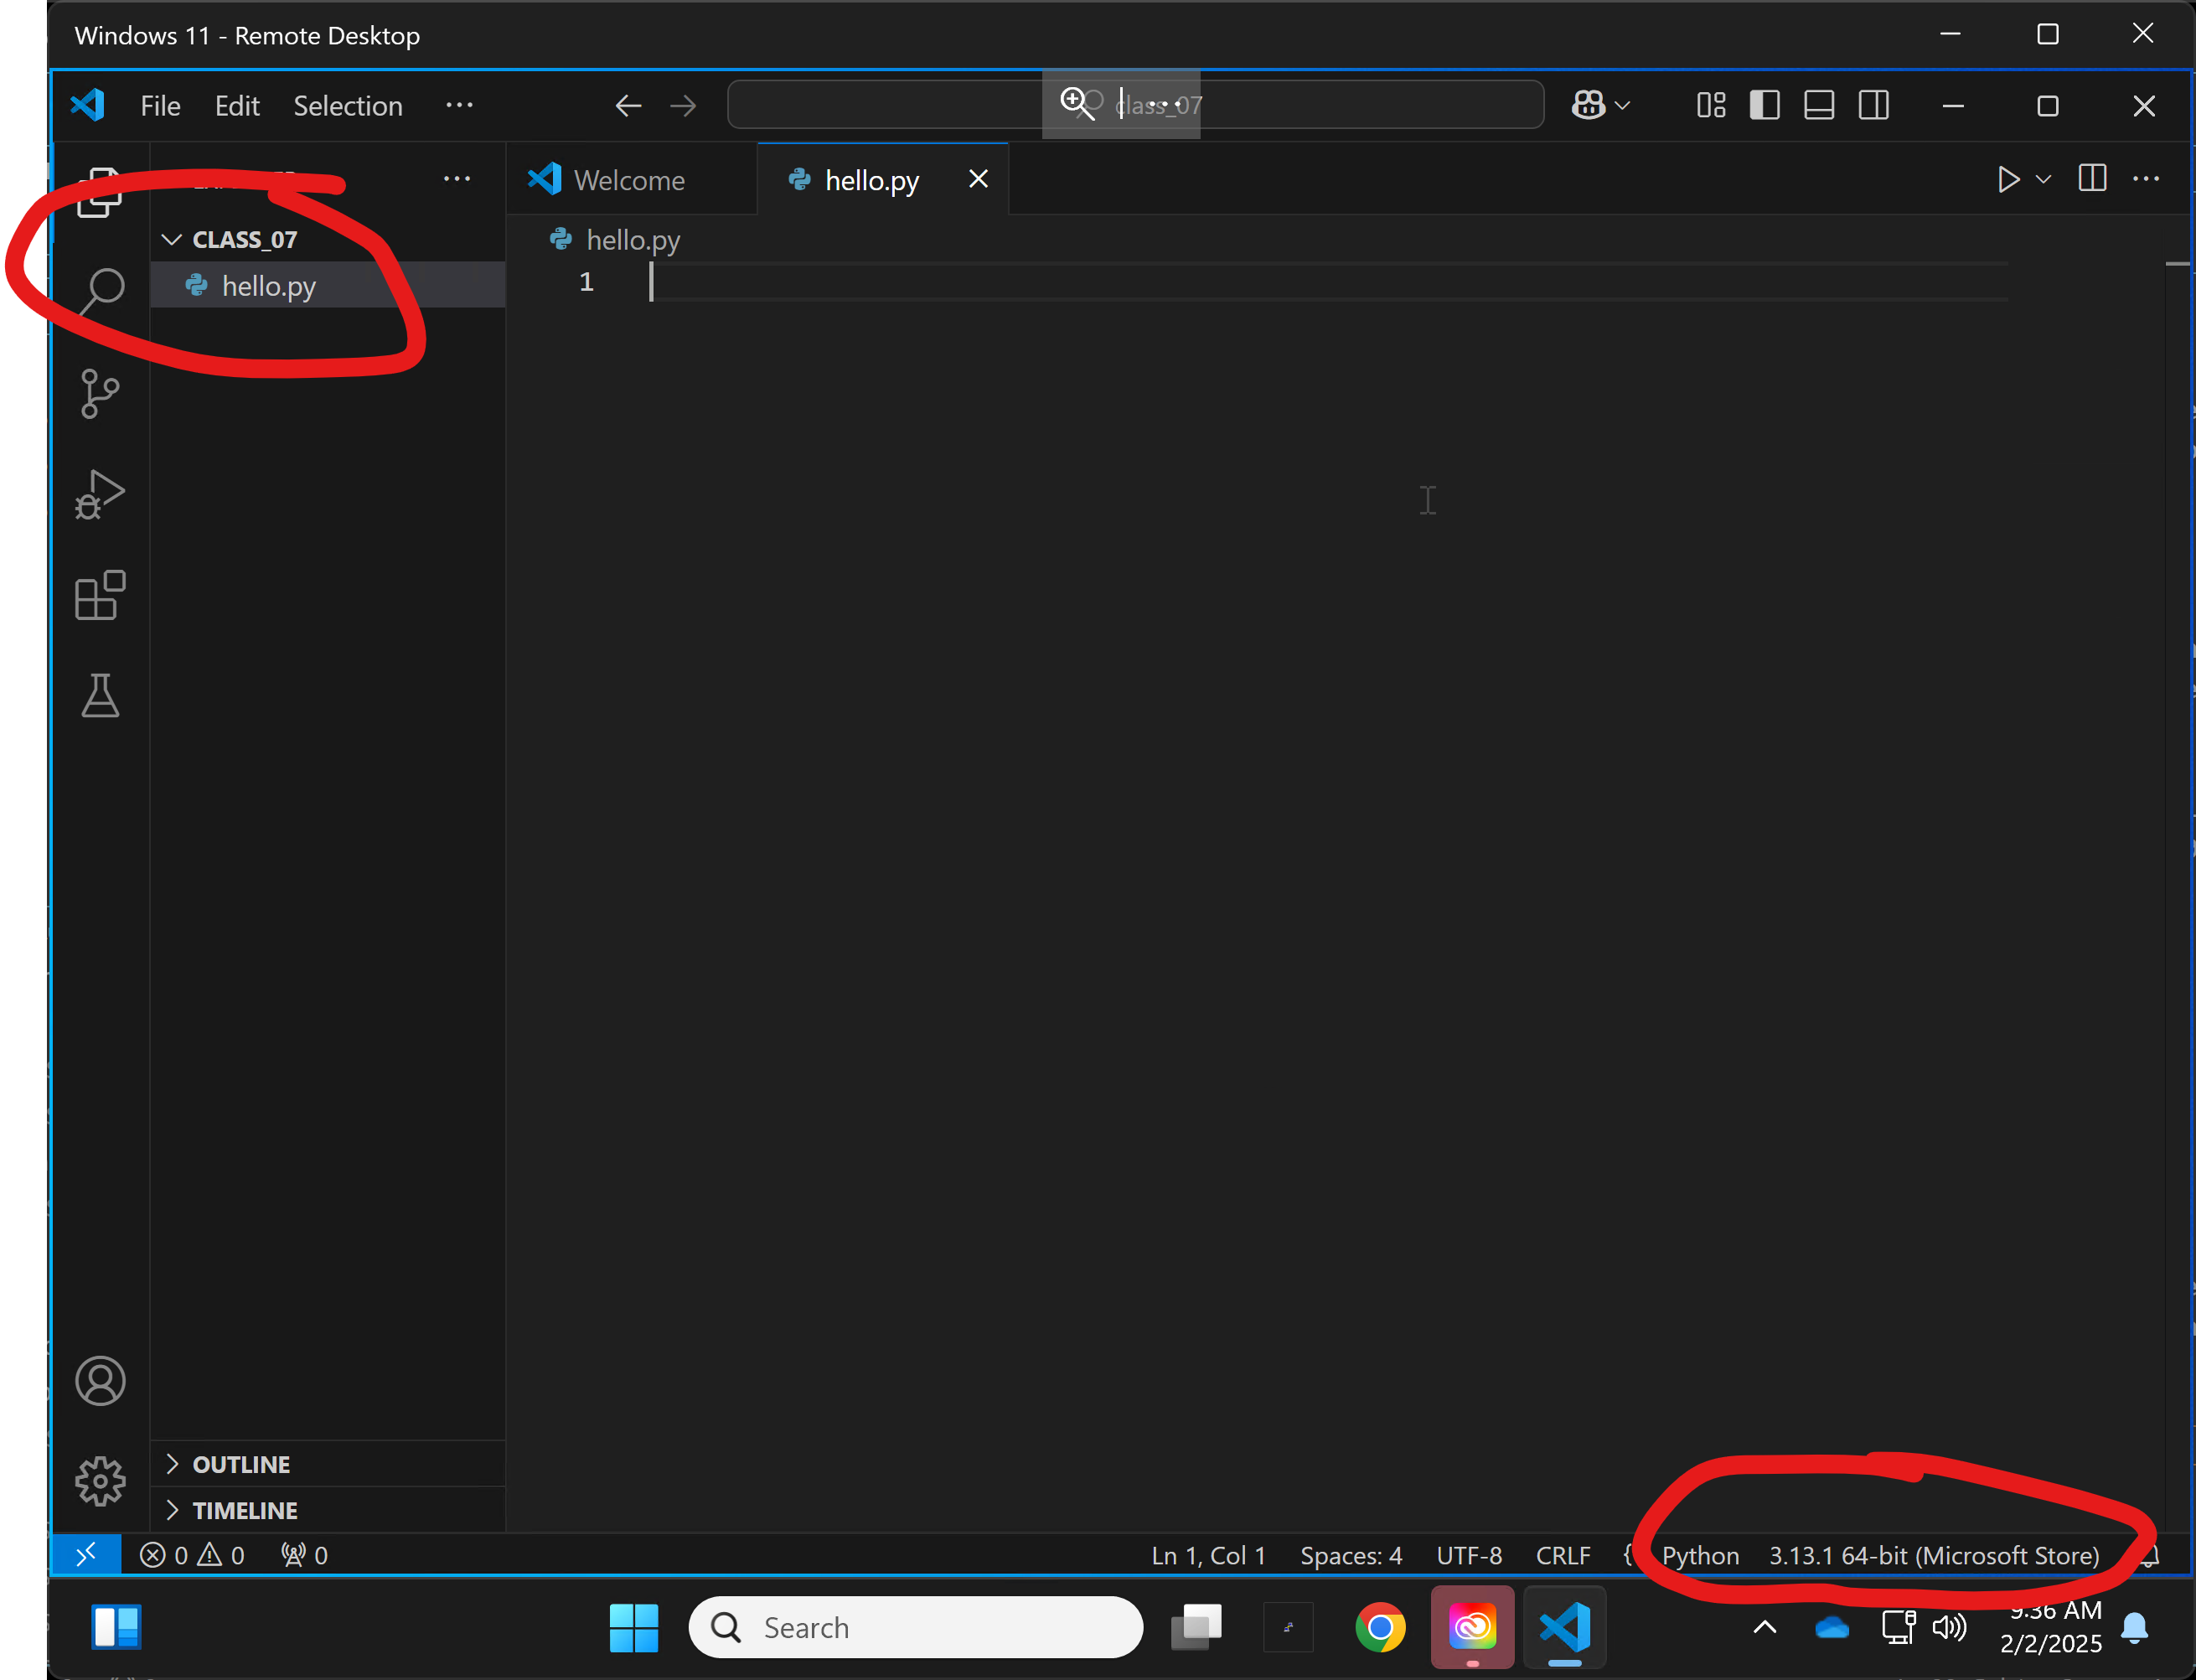 Windows 11 - Remote Desktop
File Edit Selection ··· class_07
Welcome hello.py
CLASS_07
hello.py
hello.py
1
OUTLINE
TIMELINE
0 0 0 Ln 1, Col 1 Spaces: 4 UTF-8 CRLF { Python 3.13.1 64-bit (Microsoft Store)
Search
9:36 AM
2/2/2025